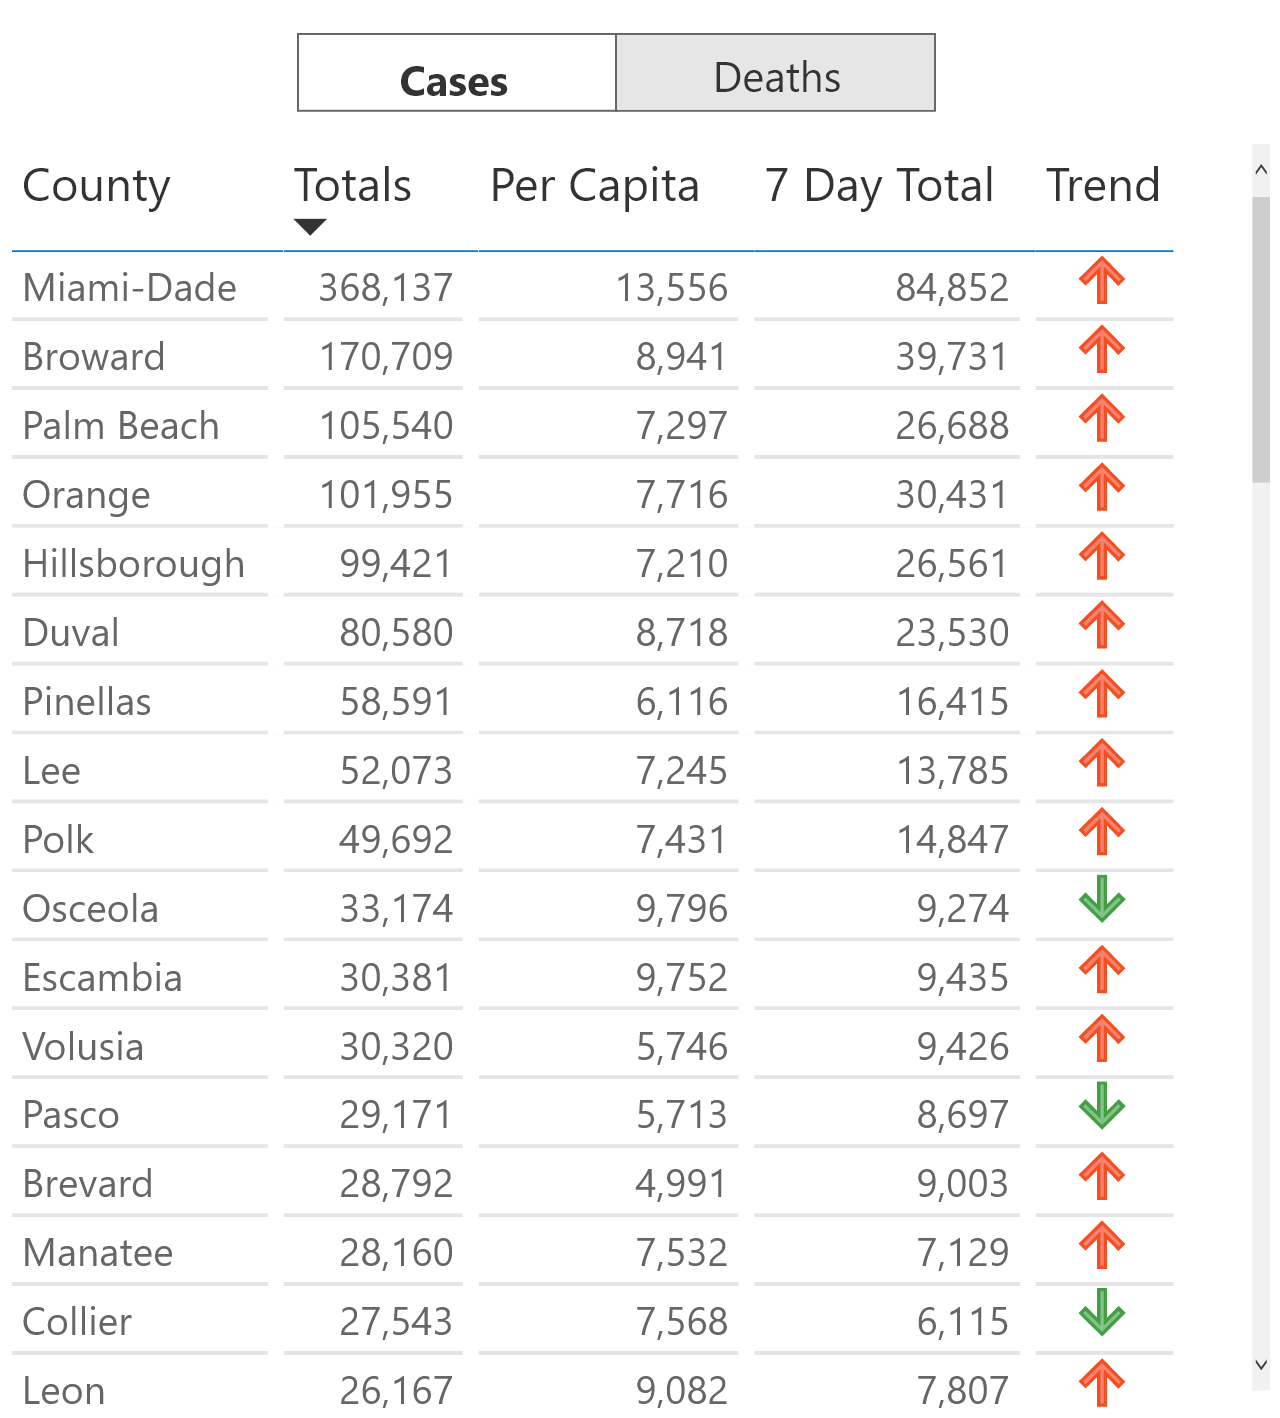 Cases Deaths
County Totals Per Capita 7 Day Total Trend
Miami-Dade 368,137 13,556 84,852
Broward 170,709 8,941 39,731
Palm Beach 105,540 7,297 26,688
Orange 101,955 7,716 30,431
Hillsborough 99,421 7,210 26,561
Duval 80,580 8,718 23,530
Pinellas 58,591 6,116 16,415
Lee 52,073 7,245 13,785
Polk 49,692 7,431 14,847
Osceola 33,174 9,796 9,274
Escambia 30,381 9,752 9,435
Volusia 30,320 5,746 9,426
Pasco 29,171 5,713 8,697
Brevard 28,792 4,991 9,003
Manatee 28,160 7,532 7,129
Collier 27,543 7,568 6,115
Leon 26,167 9,082 7,807